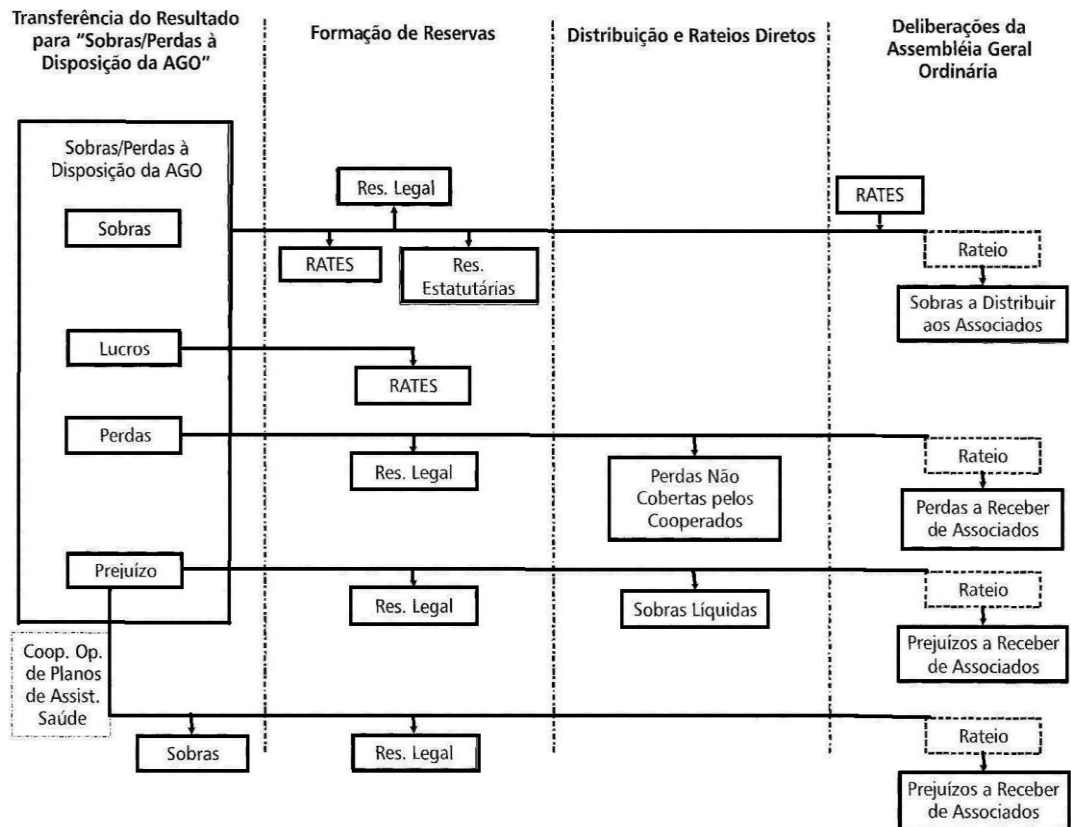 Transferência do Resultado
para “Sobras/Perdas à
Disposição da AGO”
Formação de Reservas
Distribuição e Rateios Diretos
Deliberações da
Assembléia Geral
Ordinária
Sobras/Perdas à
Disposição da AGO
Res. Legal
RATES
Sobras
RATES
Res.
Estatutárias
Rateio
Sobras a Distribuir
aos Associados
Lucros
RATES
Perdas
Res. Legal
Perdas Não
Cobertas pelos
Cooperados
Rateio
Perdas a Receber
de Associados
Prejuízo
Res. Legal
Sobras Líquidas
Rateio
Prejuízos a Receber
de Associados
Coop. Op.
de Planos
de Assist.
Saúde
Sobras
Res. Legal
Rateio
Prejuízos a Receber
de Associados